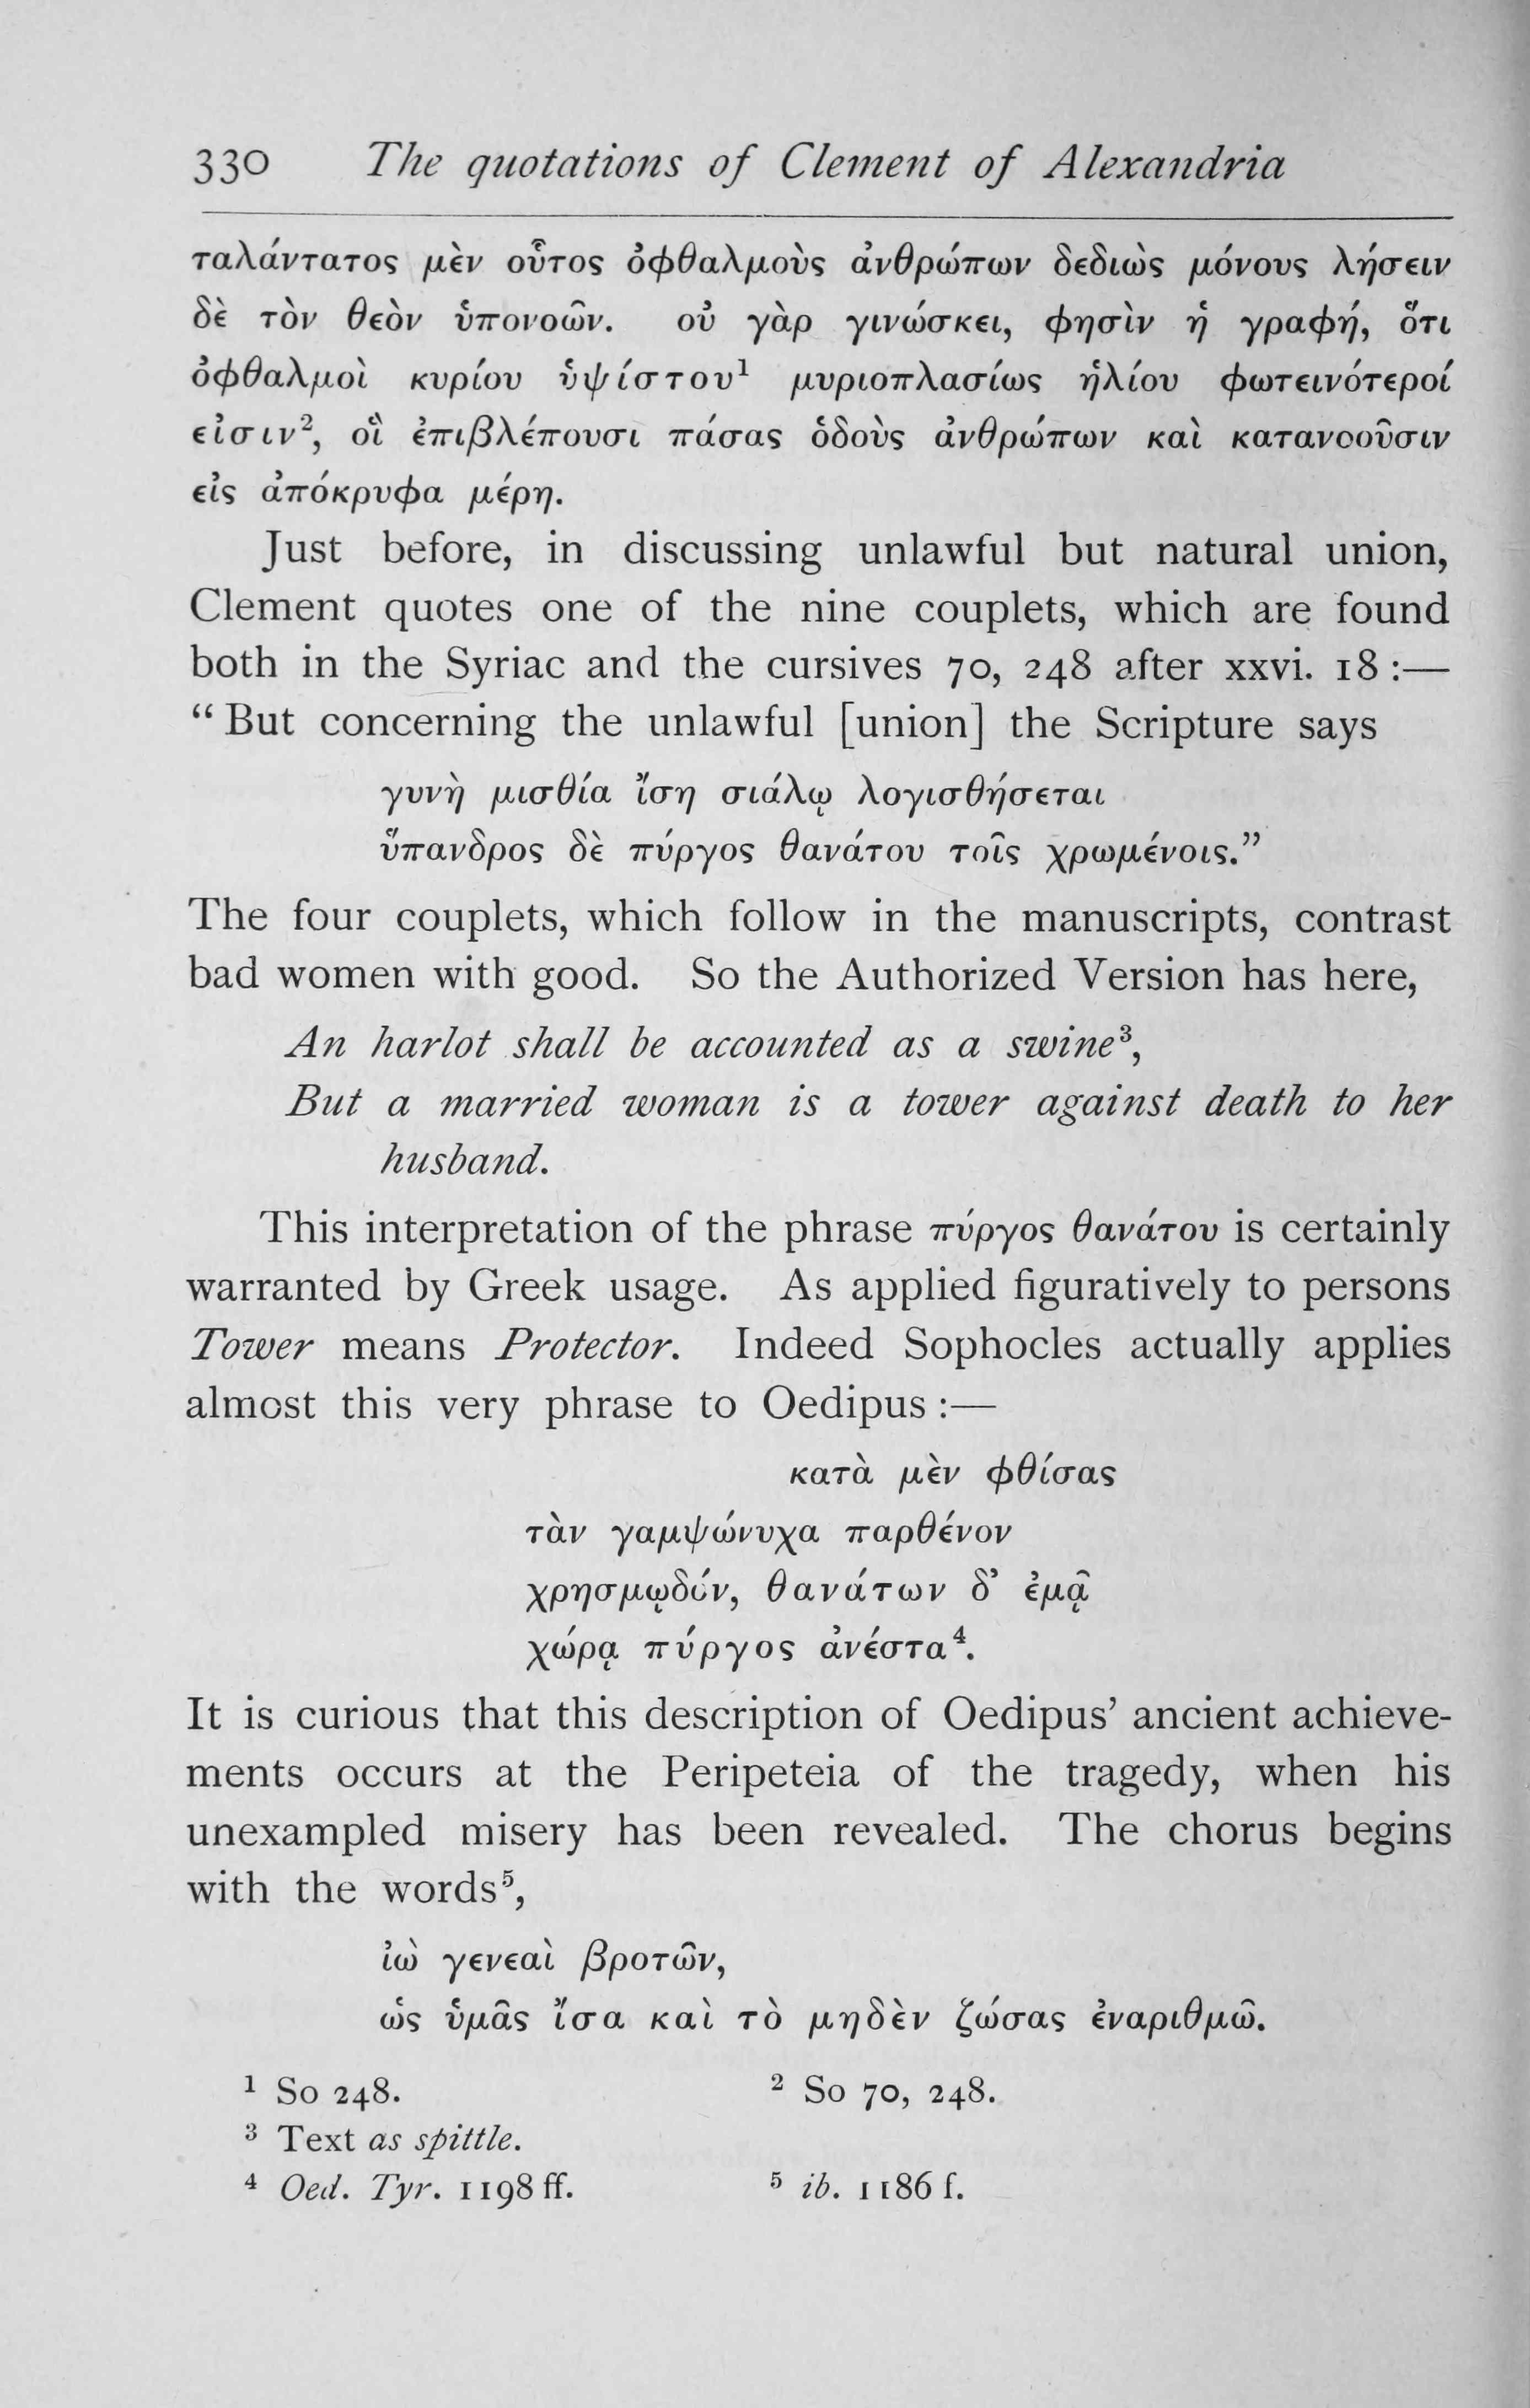 330 The quotations of Clement of Alexandria
ταλάντατος μὲν οὗτος ὀφθαλμοὺς ἀνθρώπων δεδιὼς μόνους λήσειν
δὲ τὸν θεὸν ὑπονοῶν. οὐ γὰρ γινώσκει, φησὶν ἡ γραφή, ὅτι
ὀφθαλμοὶ κυρίου ὑψίστου¹ μυριοπλασίως ἡλίου φωτεινότεροί
εἰσιν², οἳ ἐπιβλέπουσι πάσας ὁδοὺς ἀνθρώπων καὶ κατανοοῦσιν
εἰς ἀπόκρυφα μέρη.
Just before, in discussing unlawful but natural union,
Clement quotes one of the nine couplets, which are found
both in the Syriac and the cursives 70, 248 after xxvi. 18 :—
“But concerning the unlawful [union] the Scripture says
γυνὴ μισθία ἴση σιάλῳ λογισθήσεται
ὕπανδρος δὲ πύργος θανάτου τοῖς χρωμένοις.”
The four couplets, which follow in the manuscripts, contrast
bad women with good. So the Authorized Version has here,
An harlot shall be accounted as a swine³,
But a married woman is a tower against death to her
husband.
This interpretation of the phrase πύργος θανάτου is certainly
warranted by Greek usage. As applied figuratively to persons
Tower means Protector. Indeed Sophocles actually applies
almost this very phrase to Oedipus :—
κατὰ μὲν φθίσας
τὰν γαμψώνυχα παρθένον
χρησμῳδόν, θανάτων δ’ ἐμᾷ
χώρᾳ πύργος ἀνέστα⁴.
It is curious that this description of Oedipus’ ancient achieve-
ments occurs at the Peripeteia of the tragedy, when his
unexampled misery has been revealed. The chorus begins
with the words⁵,
ἰὼ γενεαὶ βροτῶν,
ὡς ὑμᾶς ἴσα καὶ τὸ μηδὲν ζώσας ἐναριθμῶ.
¹ So 248. ² So 70, 248.
³ Text as spittle.
⁴ Oed. Tyr. 1198 ff. ⁵ ib. 1186 f.